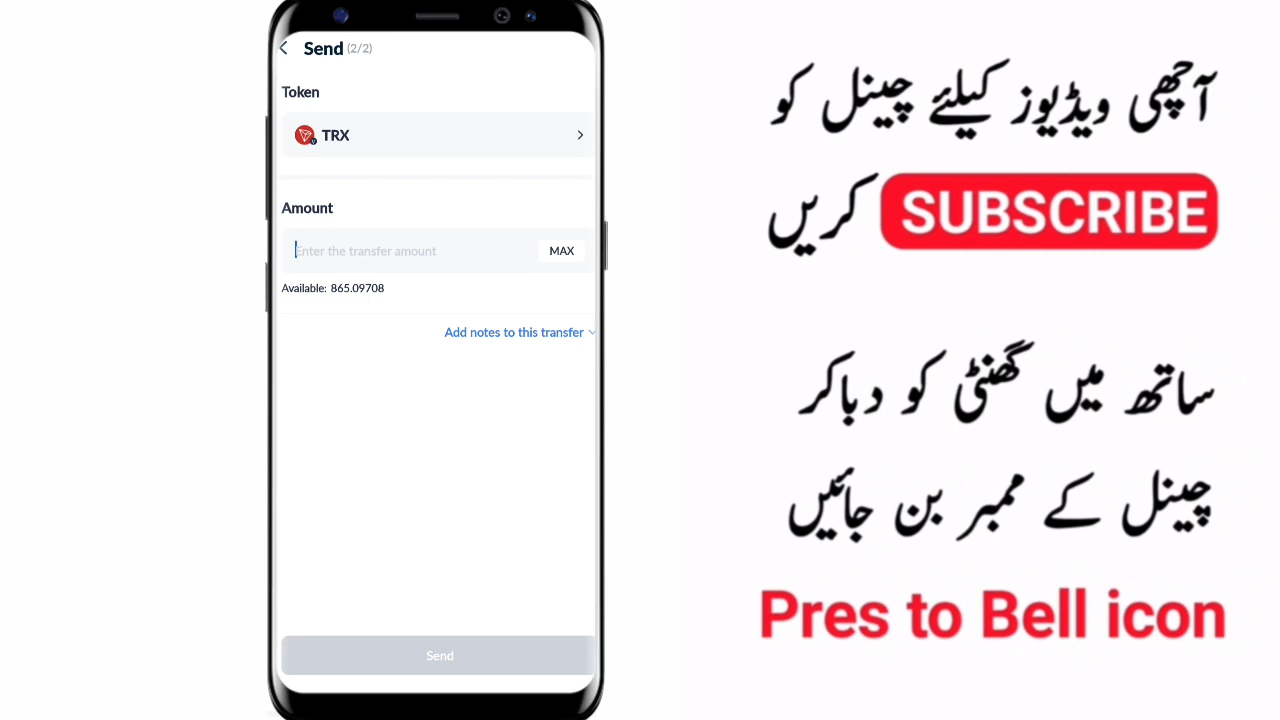 Send (2/2)
Token
TRX
Amount
Enter the transfer amount MAX
Available: 865.09708
Add notes to this transfer
Send
آچھی ویڈیوز کیلئے چینل کو
SUBSCRIBE کریں
ساتھ میں گھنٹی کو دباکر
چینل کے ممبر بن جائیں
Pres to Bell icon